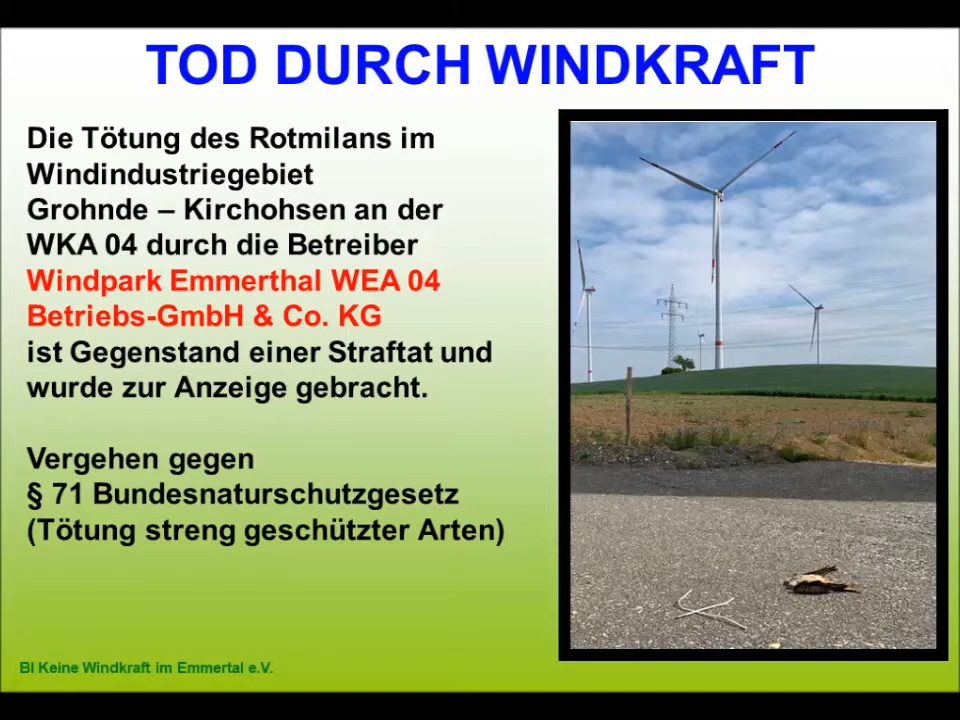 TOD DURCH WINDKRAFT
Die Tötung des Rotmilans im
Windindustriegebiet
Grohnde – Kirchohsen an der
WKA 04 durch die Betreiber
Windpark Emmerthal WEA 04
Betriebs-GmbH & Co. KG
ist Gegenstand einer Straftat und
wurde zur Anzeige gebracht.
Vergehen gegen
§ 71 Bundesnaturschutzgesetz
(Tötung streng geschützter Arten)
BI Keine Windkraft im Emmertal e.V.